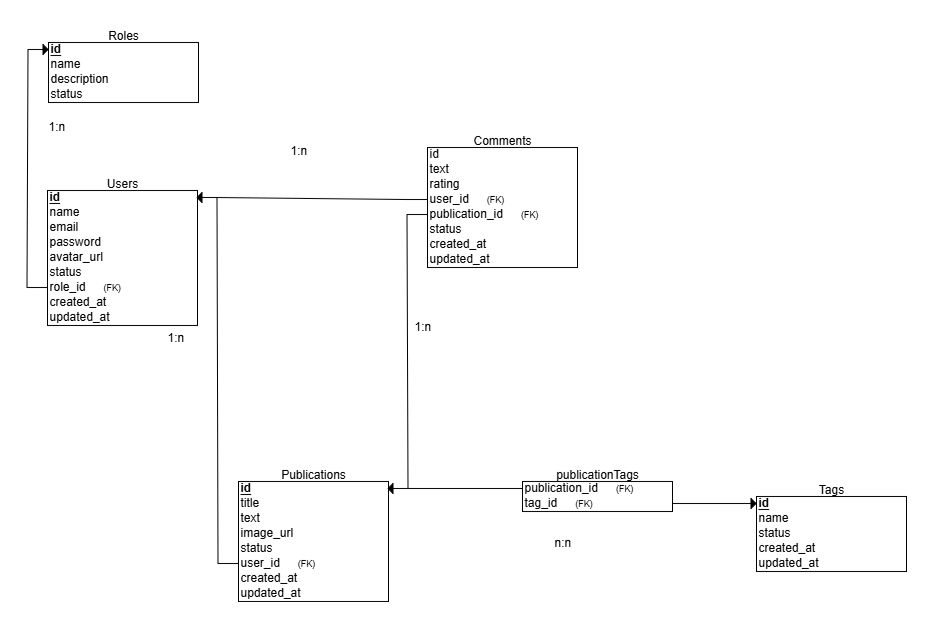 Roles
id
name
description
status
1:n
1:n
Comments
id
text
rating
user_id (FK)
publication_id (FK)
status
created_at
updated_at
Users
id
name
email
password
avatar_url
status
role_id (FK)
created_at
updated_at
1:n
1:n
Publications
id
title
text
image_url
status
user_id (FK)
created_at
updated_at
publicationTags
publication_id (FK)
tag_id (FK)
n:n
Tags
id
name
status
created_at
updated_at